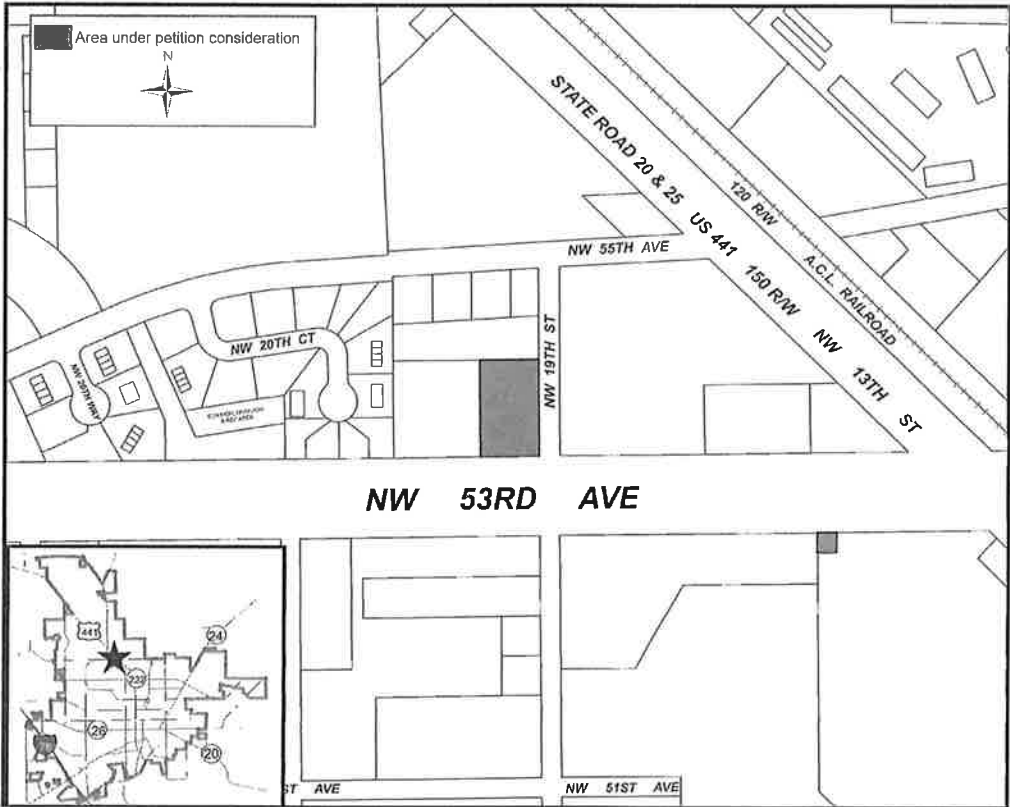 Area under petition consideration
N
STATE ROAD 20 & 25 US 441 150 R/W NW 13TH ST
120 R/W A.C.L. RAILROAD
NW 55TH AVE
NW 20TH CT
NW 19TH ST
NW 53RD AVE
441
24
26
20
ST AVE
NW 51ST AVE